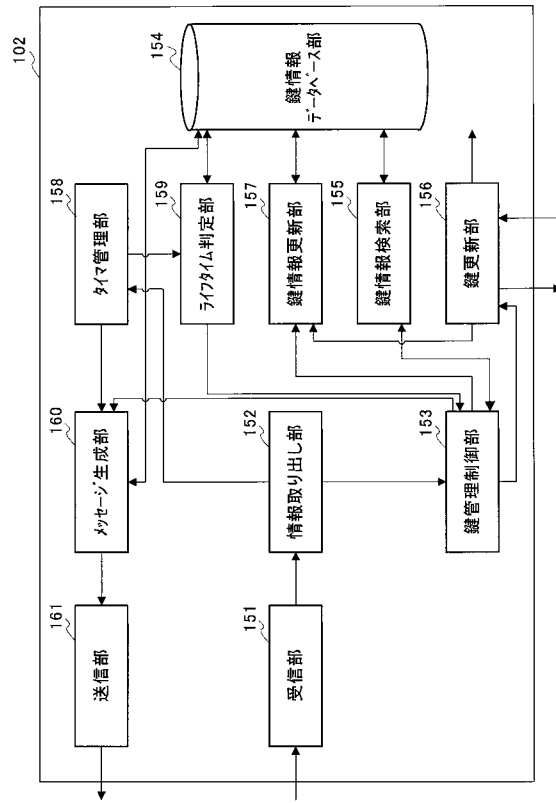 102
161
送信部
160
メッセージ生成部
158
タイマ管理部
154
鍵情報
データベース部
159
ライフタイム判定部
151
受信部
152
情報取り出し部
157
鍵情報更新部
155
鍵情報検索部
153
鍵管理制御部
156
鍵更新部